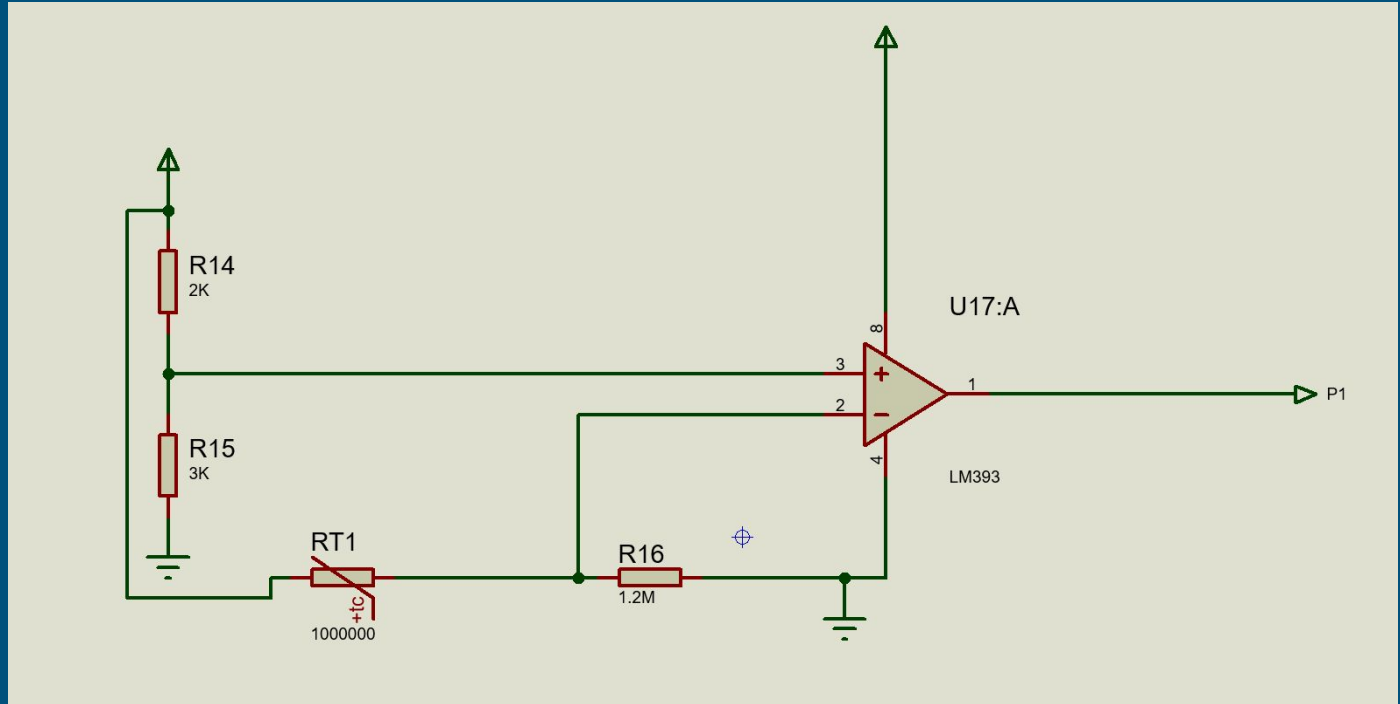 R14
2K
R15
3K
RT1
+tc
1000000
R16
1.2M
U17:A
8
3
+
2
−
1
4
LM393
P1